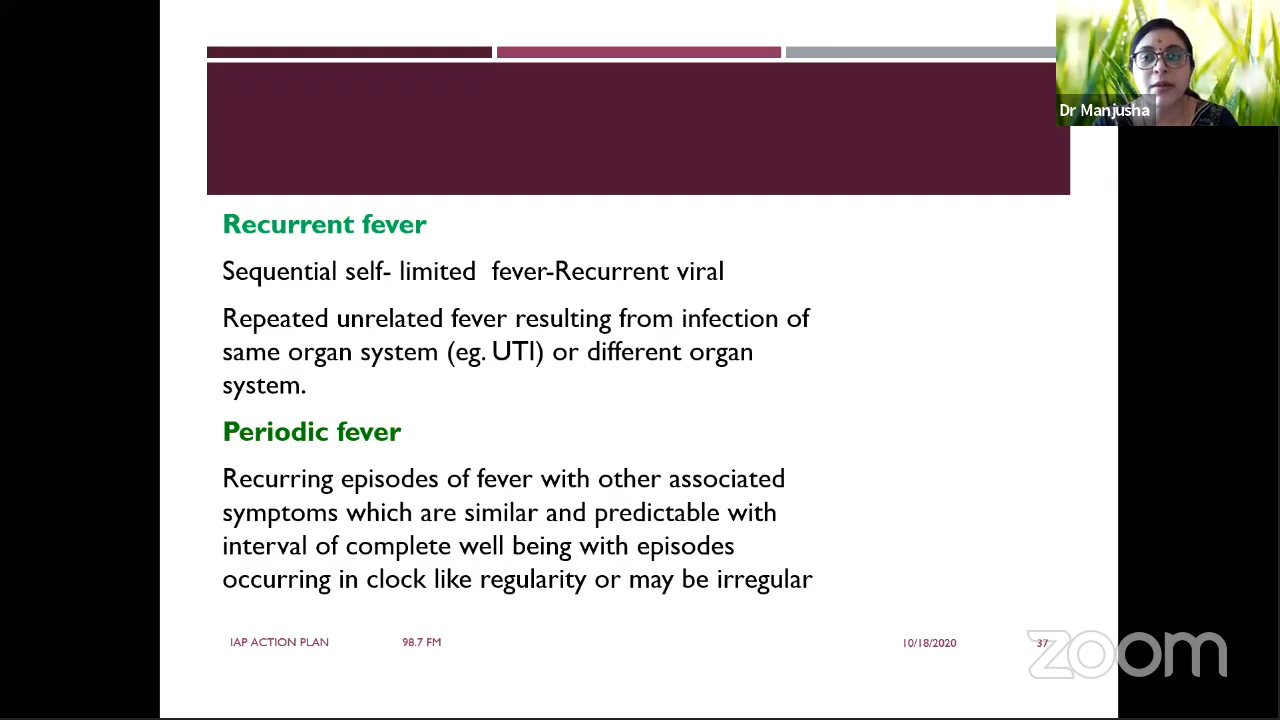 Dr Manjusha
Recurrent fever
Sequential self- limited fever-Recurrent viral
Repeated unrelated fever resulting from infection of
same organ system (eg. UTI) or different organ
system.
Periodic fever
Recurring episodes of fever with other associated
symptoms which are similar and predictable with
interval of complete well being with episodes
occurring in clock like regularity or may be irregular
IAP ACTION PLAN 98.7 FM 10/18/2020 37
zoom